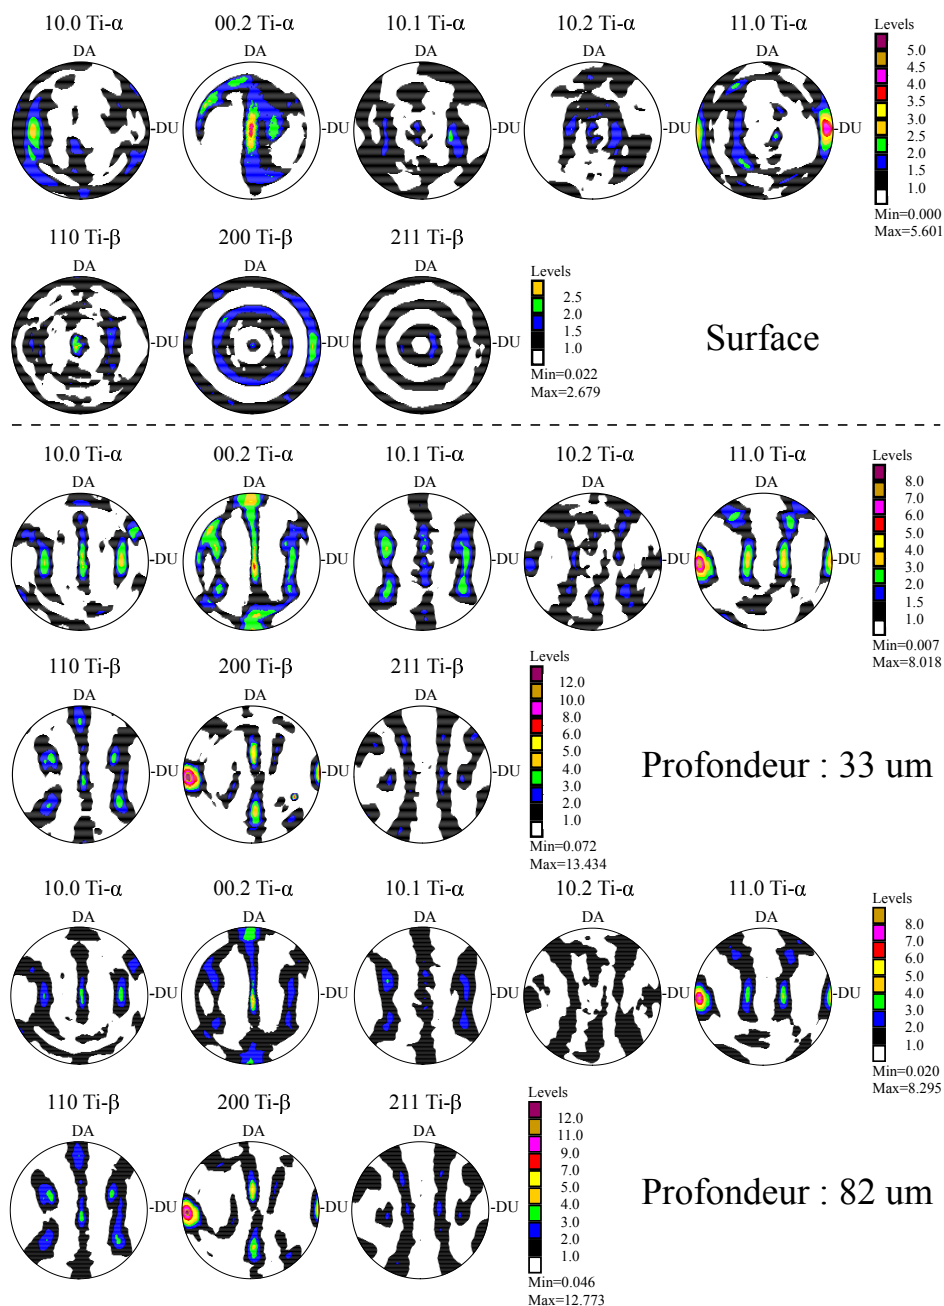 10.0 Ti-α 00.2 Ti-α 10.1 Ti-α 10.2 Ti-α 11.0 Ti-α
Levels
DA DA DA DA DA
5.0
4.5
4.0
3.5
3.0
2.5
2.0
1.5
1.0
-DU -DU -DU -DU -DU
Min=0.000
Max=5.601
110 Ti-β 200 Ti-β 211 Ti-β
DA DA DA
Levels
2.5
2.0
1.5
1.0
-DU -DU -DU
Min=0.022
Max=2.679
Surface
10.0 Ti-α 00.2 Ti-α 10.1 Ti-α 10.2 Ti-α 11.0 Ti-α
Levels
DA DA DA DA DA
8.0
7.0
6.0
5.0
4.0
3.0
2.0
1.5
1.0
-DU -DU -DU -DU -DU
Min=0.007
Max=8.018
110 Ti-β 200 Ti-β 211 Ti-β
Levels
DA DA DA
12.0
10.0
8.0
6.0
5.0
4.0
3.0
2.0
1.0
-DU -DU -DU
Min=0.072
Max=13.434
Profondeur : 33 um
10.0 Ti-α 00.2 Ti-α 10.1 Ti-α 10.2 Ti-α 11.0 Ti-α
Levels
DA DA DA DA DA
8.0
7.0
6.0
5.0
4.0
3.0
2.0
1.0
-DU -DU -DU -DU -DU
Min=0.020
Max=8.295
110 Ti-β 200 Ti-β 211 Ti-β
Levels
DA DA DA
12.0
11.0
9.0
7.0
5.0
4.0
3.0
2.0
1.0
-DU -DU -DU
Min=0.046
Max=12.773
Profondeur : 82 um